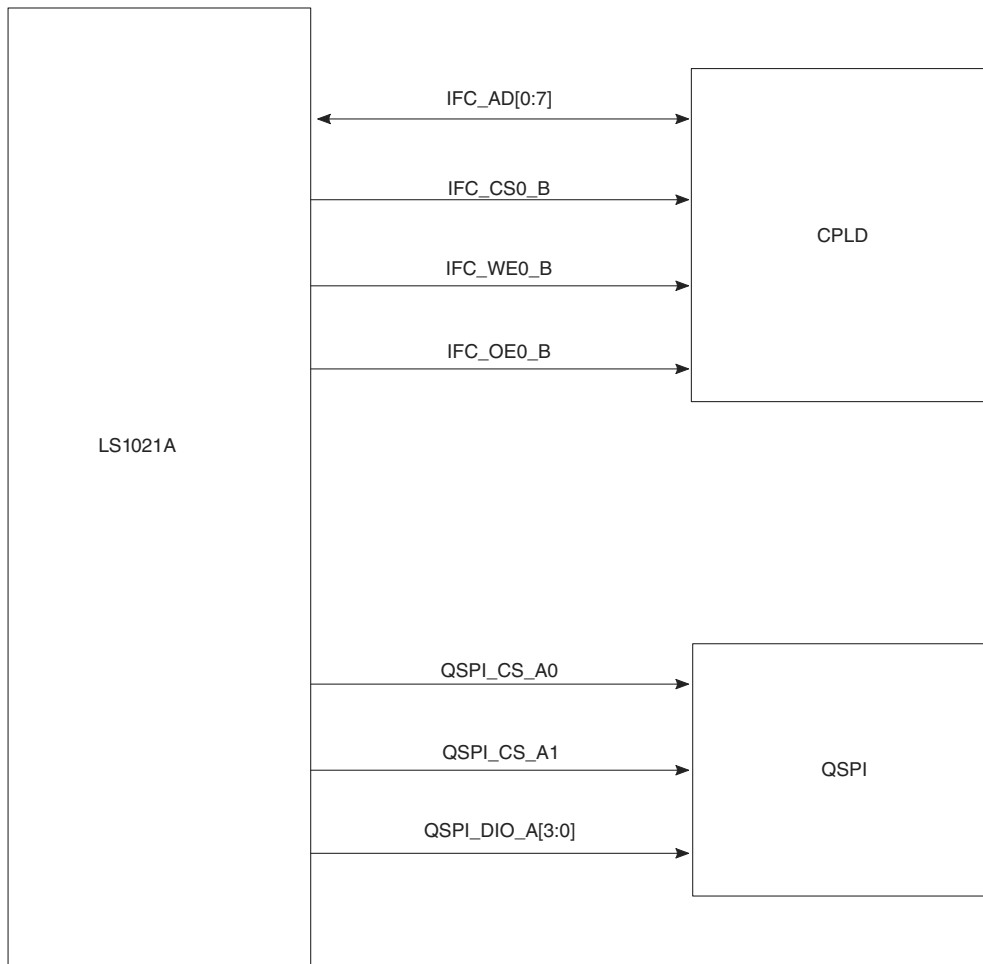 IFC_AD[0:7]
IFC_CS0_B
CPLD
IFC_WE0_B
IFC_OE0_B
LS1021A
QSPI_CS_A0
QSPI_CS_A1
QSPI
QSPI_DIO_A[3:0]